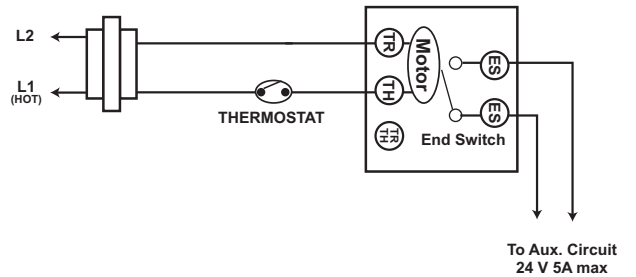 L2
L1
(HOT)
THERMOSTAT
TR
TH
TR
TH
Motor
ES
ES
End Switch
To Aux. Circuit
24 V 5A max